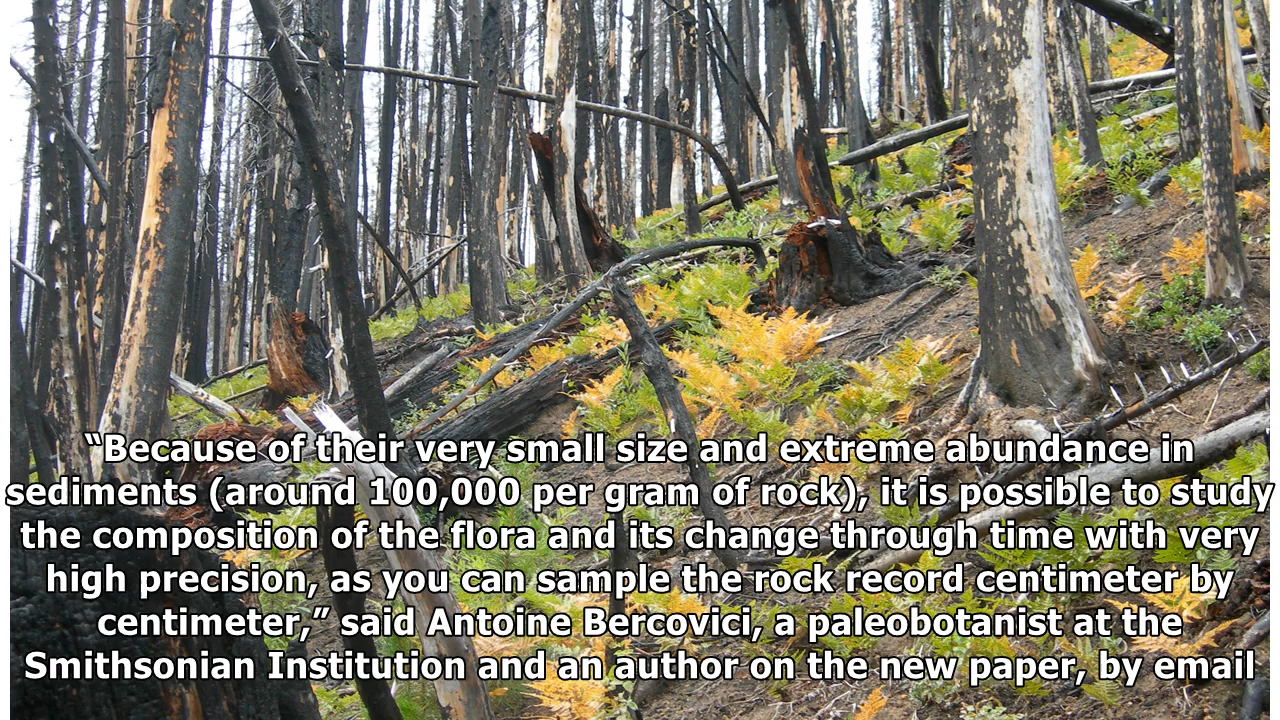 “Because of their very small size and extreme abundance in
sediments (around 100,000 per gram of rock), it is possible to study
the composition of the flora and its change through time with very
high precision, as you can sample the rock record centimeter by
centimeter,” said Antoine Bercovici, a paleobotanist at the
Smithsonian Institution and an author on the new paper, by email